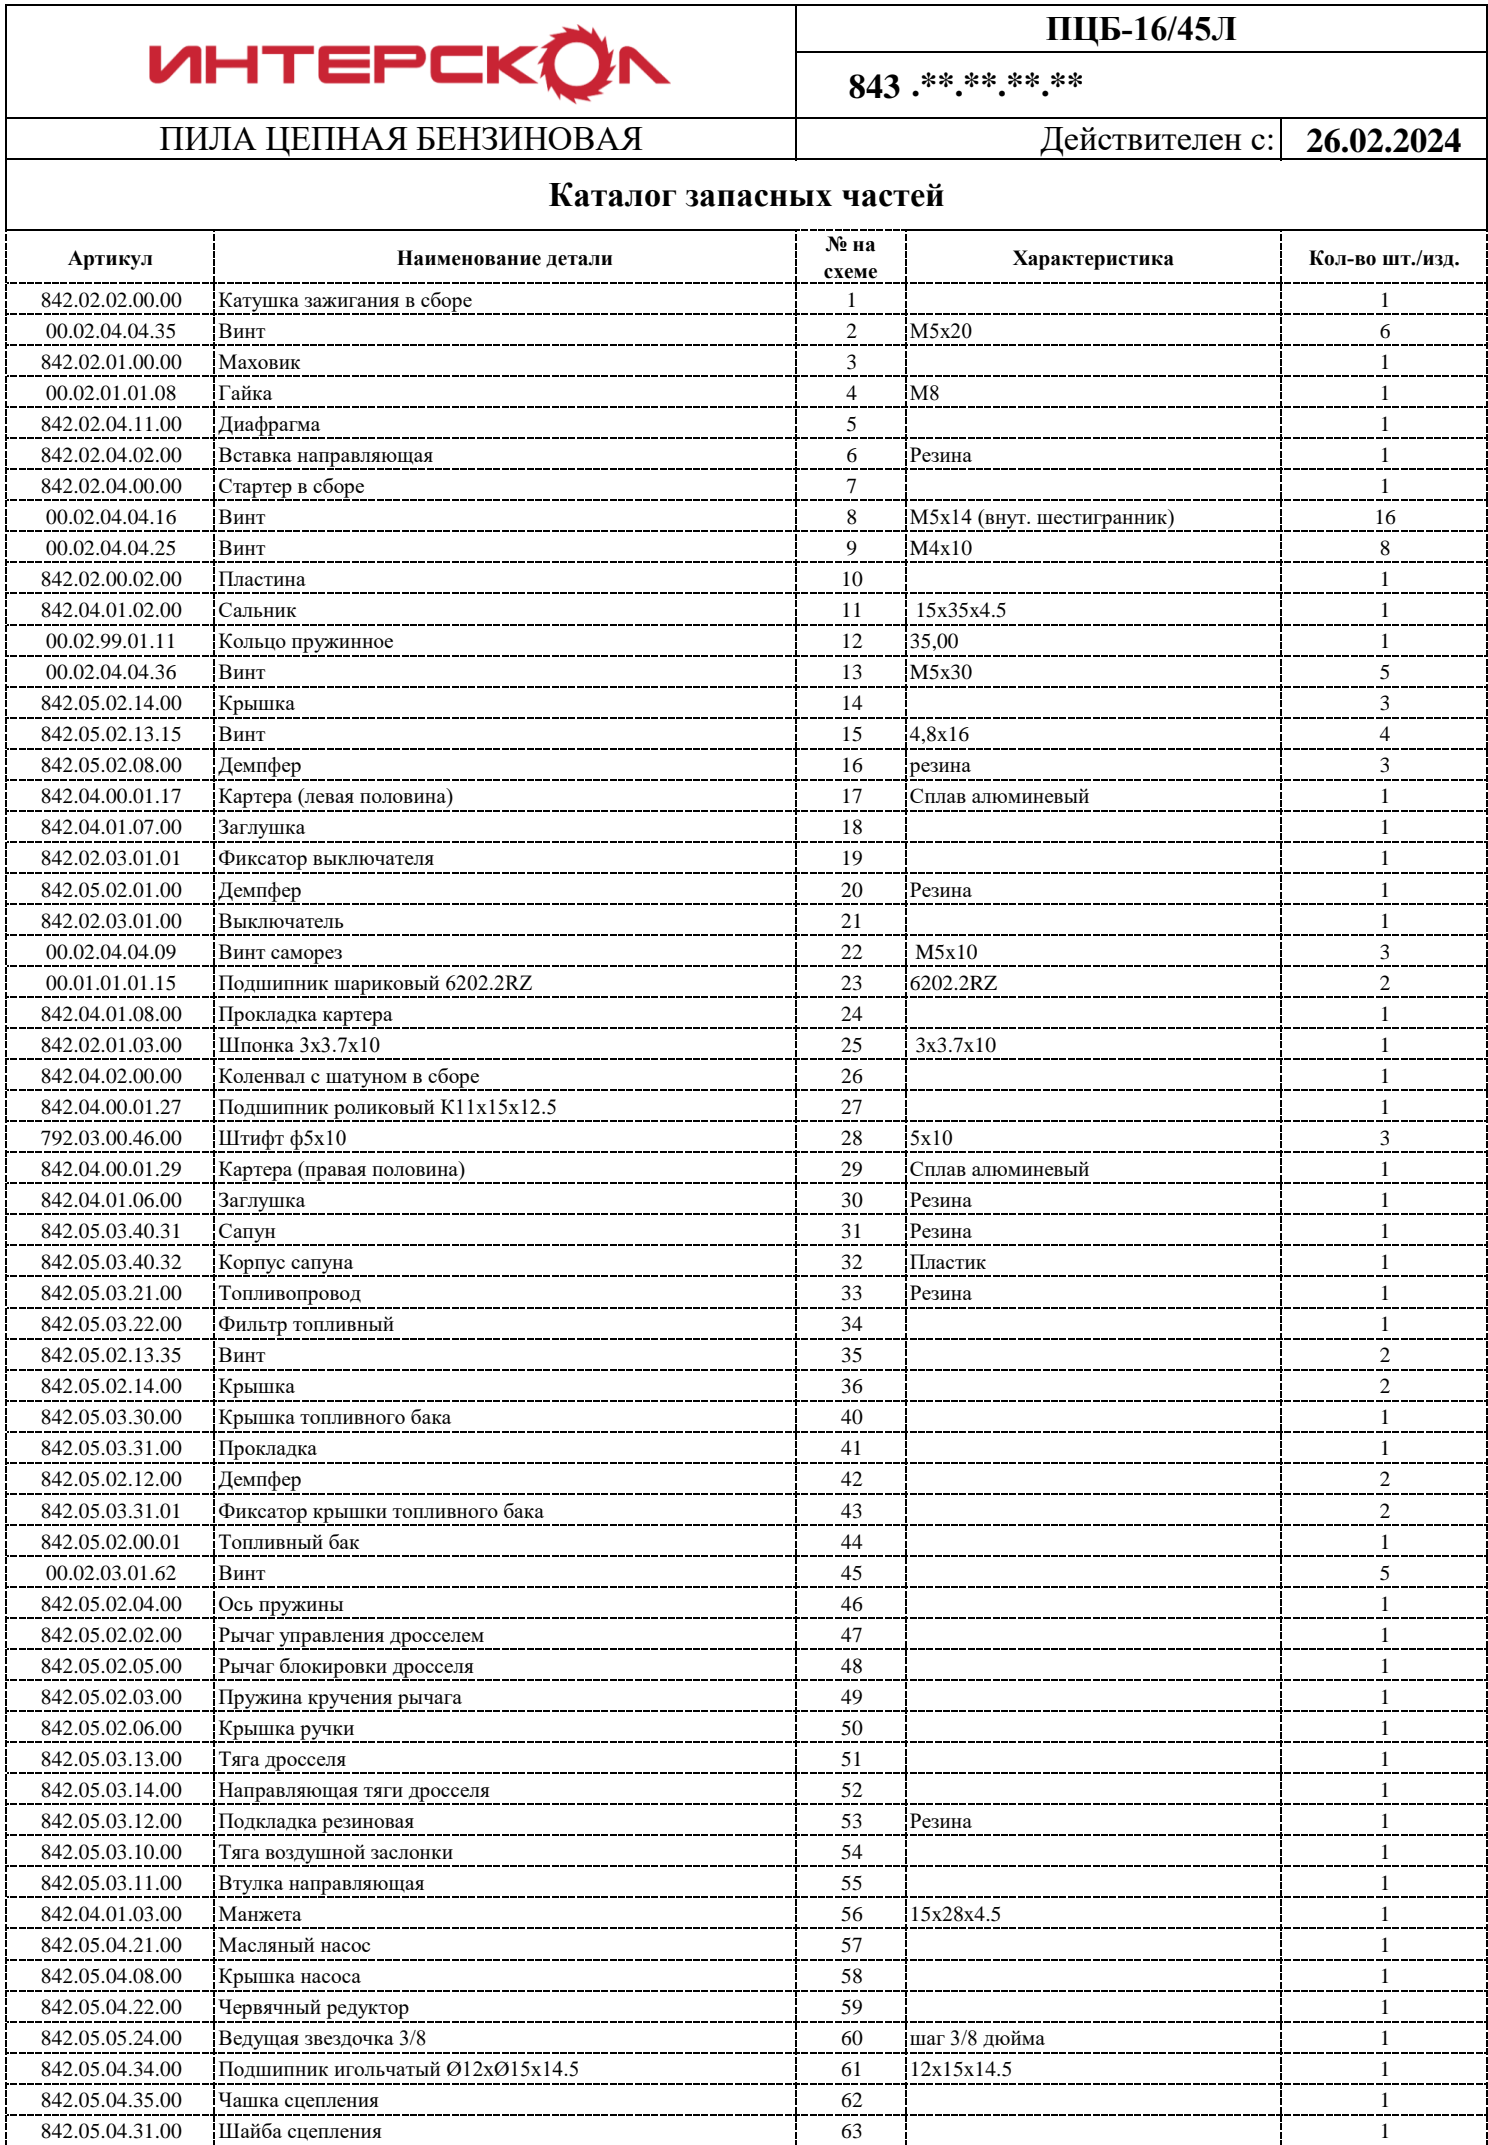 ИНТЕРСКОЛ
ПЦБ-16/45Л
843 .**.**.**.**
ПИЛА ЦЕПНАЯ БЕНЗИНОВАЯ Действителен с: 26.02.2024
Каталог запасных частей
Артикул Наименование детали № на схеме Характеристика Кол-во шт./изд.
842.02.02.00.00 Катушка зажигания в сборе 1 1
00.02.04.04.35 Винт 2 М5х20 6
842.02.01.00.00 Маховик 3 1
00.02.01.01.08 Гайка 4 М8 1
842.02.04.11.00 Диафрагма 5 1
842.02.04.02.00 Вставка направляющая 6 Резина 1
842.02.04.00.00 Стартер в сборе 7 1
00.02.04.04.16 Винт 8 М5х14 (внут. шестигранник) 16
00.02.04.04.25 Винт 9 М4х10 8
842.02.00.02.00 Пластина 10 1
842.04.01.02.00 Сальник 11 15х35х4.5 1
00.02.99.01.11 Кольцо пружинное 12 35,00 1
00.02.04.04.36 Винт 13 М5х30 5
842.05.02.14.00 Крышка 14 3
842.05.02.13.15 Винт 15 4,8х16 4
842.05.02.08.00 Демпфер 16 резина 3
842.04.00.01.17 Картера (левая половина) 17 Сплав алюминевый 1
842.04.01.07.00 Заглушка 18 1
842.02.03.01.01 Фиксатор выключателя 19 1
842.05.02.01.00 Демпфер 20 Резина 1
842.02.03.01.00 Выключатель 21 1
00.02.04.04.09 Винт саморез 22 М5х10 3
00.01.01.01.15 Подшипник шариковый 6202.2RZ 23 6202.2RZ 2
842.04.01.08.00 Прокладка картера 24 1
842.02.01.03.00 Шпонка 3х3.7х10 25 3х3.7х10 1
842.04.02.00.00 Коленвал с шатуном в сборе 26 1
842.04.00.01.27 Подшипник роликовый К11х15х12.5 27 1
792.03.00.46.00 Штифт ф5х10 28 5х10 3
842.04.00.01.29 Картера (правая половина) 29 Сплав алюминевый 1
842.04.01.06.00 Заглушка 30 Резина 1
842.05.03.40.31 Сапун 31 Резина 1
842.05.03.40.32 Корпус сапуна 32 Пластик 1
842.05.03.21.00 Топливопровод 33 Резина 1
842.05.03.22.00 Фильтр топливный 34 1
842.05.02.13.35 Винт 35 2
842.05.02.14.00 Крышка 36 2
842.05.03.30.00 Крышка топливного бака 40 1
842.05.03.31.00 Прокладка 41 1
842.05.02.12.00 Демпфер 42 2
842.05.03.31.01 Фиксатор крышки топливного бака 43 2
842.05.02.00.01 Топливный бак 44 1
00.02.03.01.62 Винт 45 5
842.05.02.04.00 Ось пружины 46 1
842.05.02.02.00 Рычаг управления дросселем 47 1
842.05.02.05.00 Рычаг блокировки дросселя 48 1
842.05.02.03.00 Пружина кручения рычага 49 1
842.05.02.06.00 Крышка ручки 50 1
842.05.03.13.00 Тяга дросселя 51 1
842.05.03.14.00 Направляющая тяги дросселя 52 1
842.05.03.12.00 Подкладка резиновая 53 Резина 1
842.05.03.10.00 Тяга воздушной заслонки 54 1
842.05.03.11.00 Втулка направляющая 55 1
842.04.01.03.00 Манжета 56 15х28х4.5 1
842.05.04.21.00 Масляный насос 57 1
842.05.04.08.00 Крышка насоса 58 1
842.05.04.22.00 Червячный редуктор 59 1
842.05.05.24.00 Ведущая звездочка 3/8 60 шаг 3/8 дюйма 1
842.05.04.34.00 Подшипник игольчатый Ø12хØ15х14.5 61 12х15х14.5 1
842.05.04.35.00 Чашка сцепления 62 1
842.05.04.31.00 Шайба сцепления 63 1